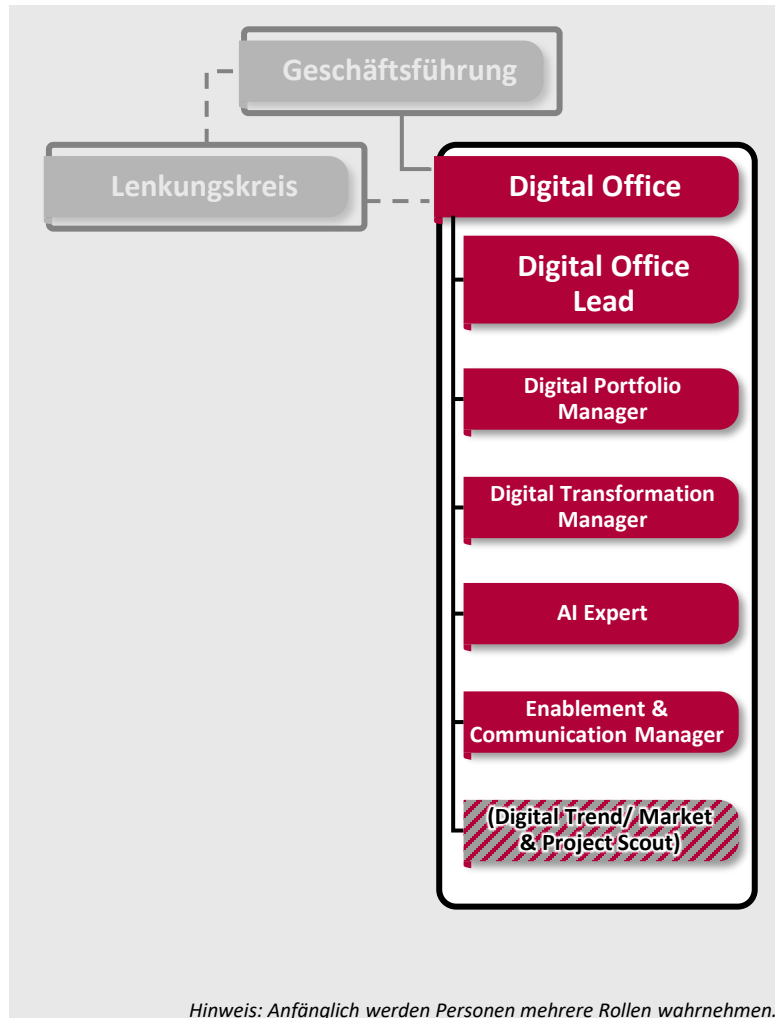 Geschäftsführung
Lenkungskreis
Digital Office
Digital Office
Lead
Digital Portfolio
Manager
Digital Transformation
Manager
AI Expert
Enablement &
Communication Manager
(Digital Trend/ Market
& Project Scout)
Hinweis: Anfänglich werden Personen mehrere Rollen wahrnehmen.